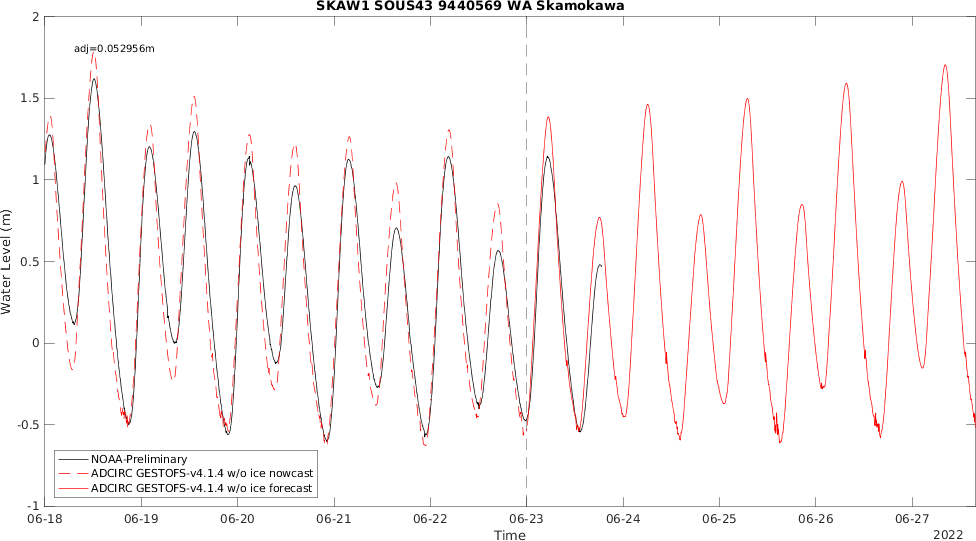 SKAW1 SOUS43 9440569 WA Skamokawa
adj=0.052956m
2
1.5
1
0.5
0
-0.5
-1
Water Level (m)
NOAA-Preliminary
ADCIRC GESTOFS-v4.1.4 w/o ice nowcast
ADCIRC GESTOFS-v4.1.4 w/o ice forecast
06-18 06-19 06-20 06-21 06-22 06-23 06-24 06-25 06-26 06-27
Time
2022